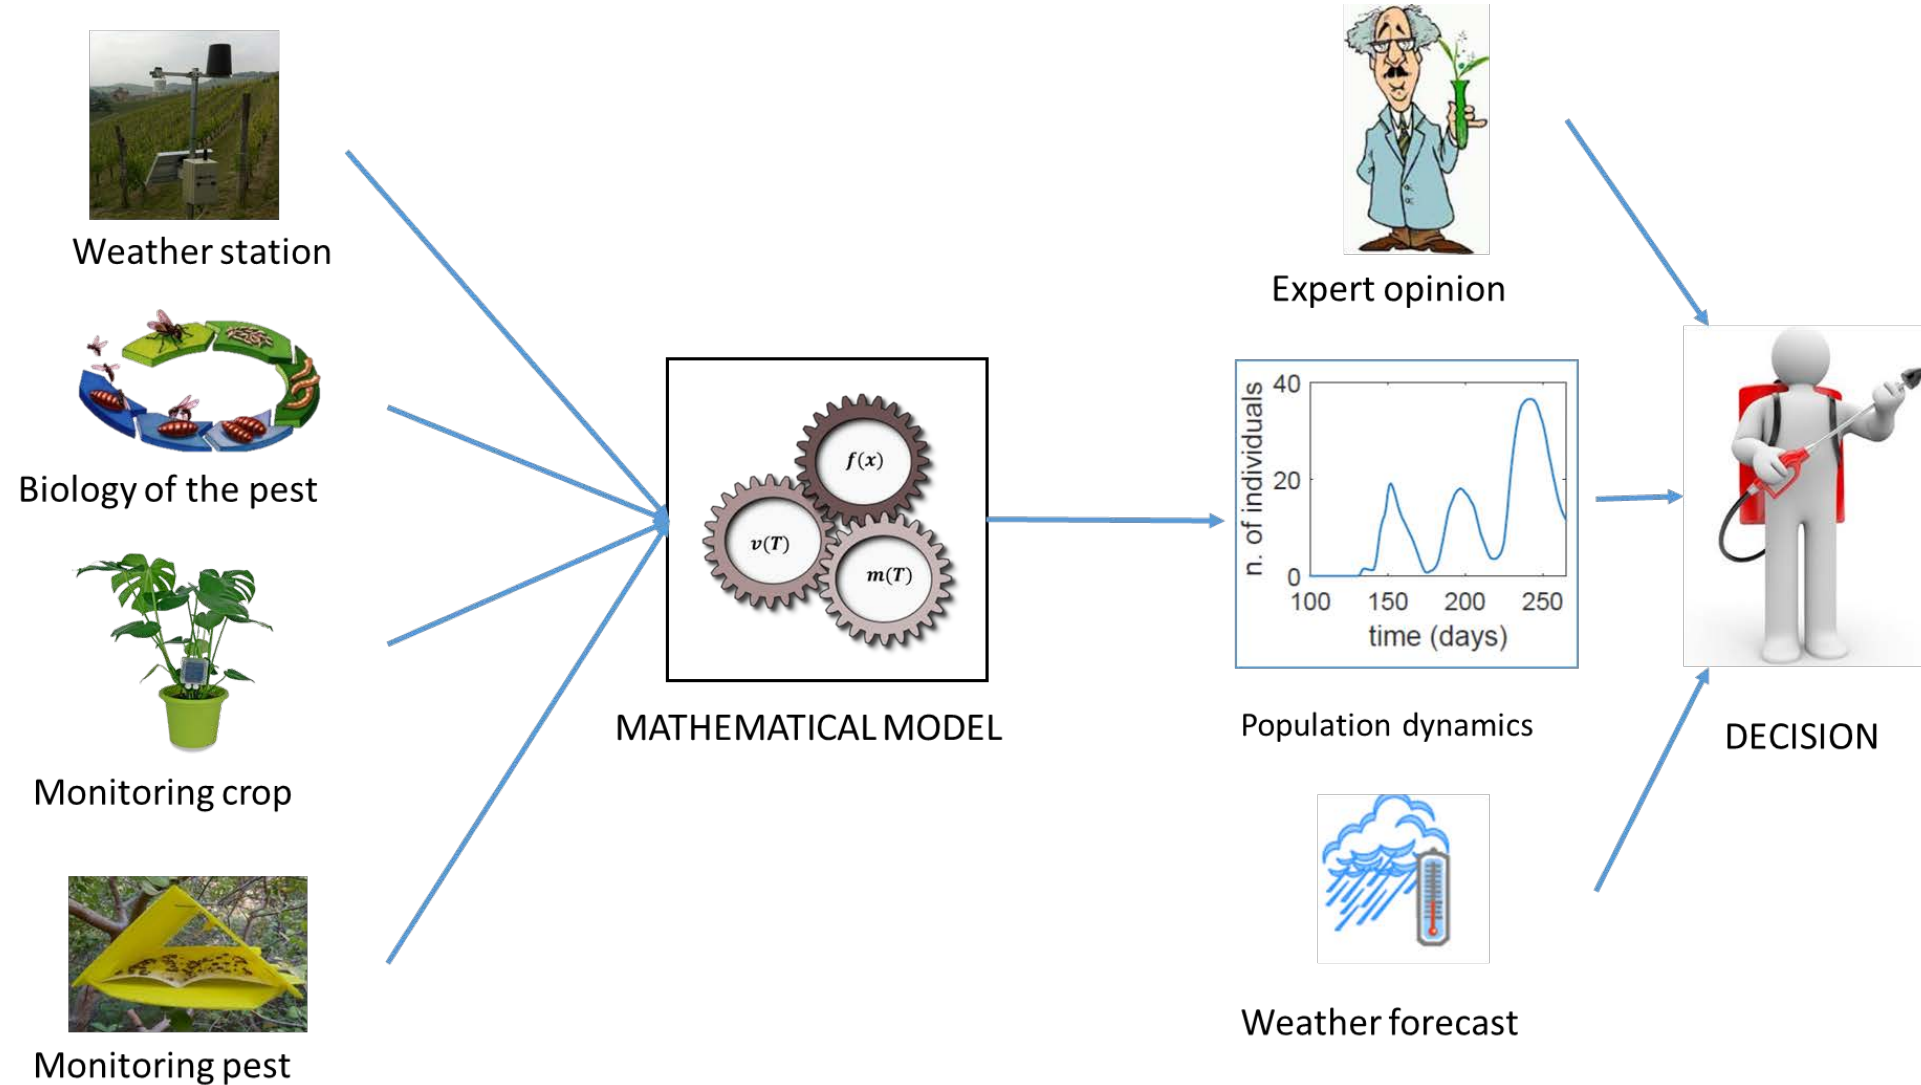 Weather station
Biology of the pest
Monitoring crop
Monitoring pest
f(x)
v(T)
m(T)
MATHEMATICAL MODEL
Expert opinion
n. of individuals
40
20
0
100 150 200 250
time (days)
Population dynamics
Weather forecast
DECISION